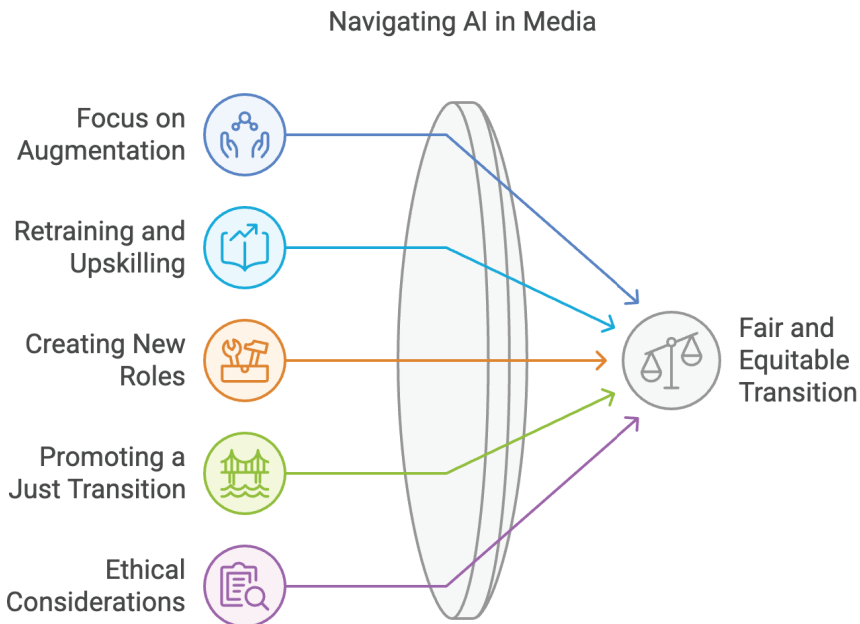 Navigating AI in Media
Focus on
Augmentation
Retraining and
Upskilling
Creating New
Roles
Promoting a
Just Transition
Ethical
Considerations
Fair and
Equitable
Transition